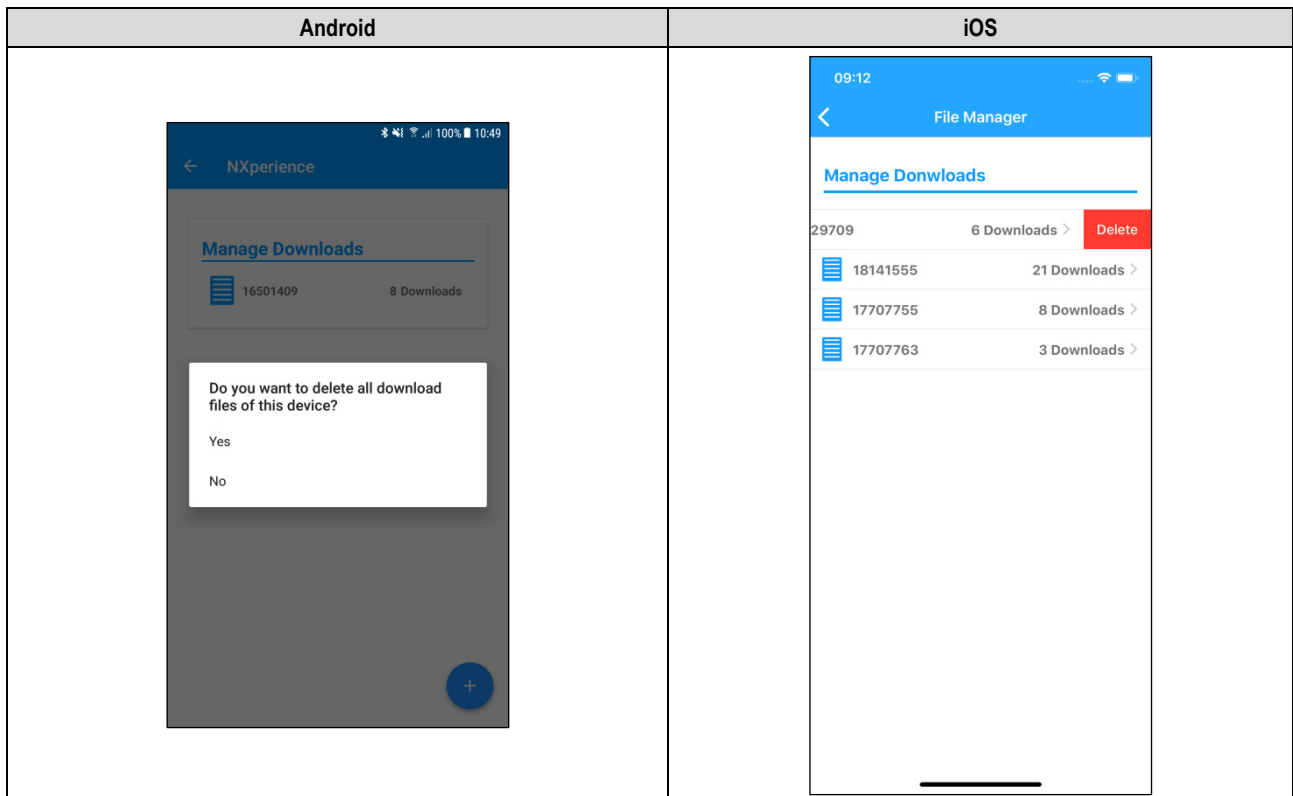 Android
iOS
100% 10:49
NXperience
Manage Downloads
16501409 8 Downloads
Do you want to delete all download
files of this device?
Yes
No
+
09:12
File Manager
Manage Donwloads
29709 6 Downloads Delete
18141555 21 Downloads
17707755 8 Downloads
17707763 3 Downloads